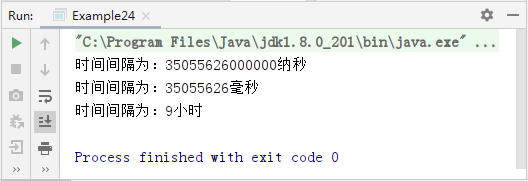 Run: Example24
"C:\Program Files\Java\jdk1.8.0_201\bin\java.exe" ...
时间间隔为：35055626000000纳秒
时间间隔为：35055626毫秒
时间间隔为：9小时
Process finished with exit code 0